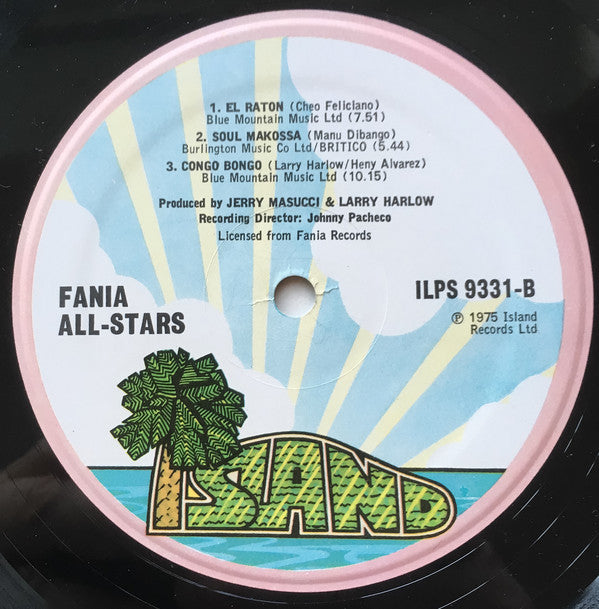 1. EL RATON (Cheo Feliciano)
Blue Mountain Music Ltd (7.51)
2. SOUL MAKOSSA (Manu Dibango)
Burlington Music Co Ltd/BRITICO (5.44)
3. CONGO BONGO (Larry Harlow/Heny Alvarez)
Blue Mountain Music Ltd (10.15)
Produced by JERRY MASUCCI & LARRY HARLOW
Recording Director: Johnny Pacheco
Licensed from Fania Records
FANIA
ALL-STARS
ILPS 9331-B
℗ 1975 Island
Records Ltd
ISLAND